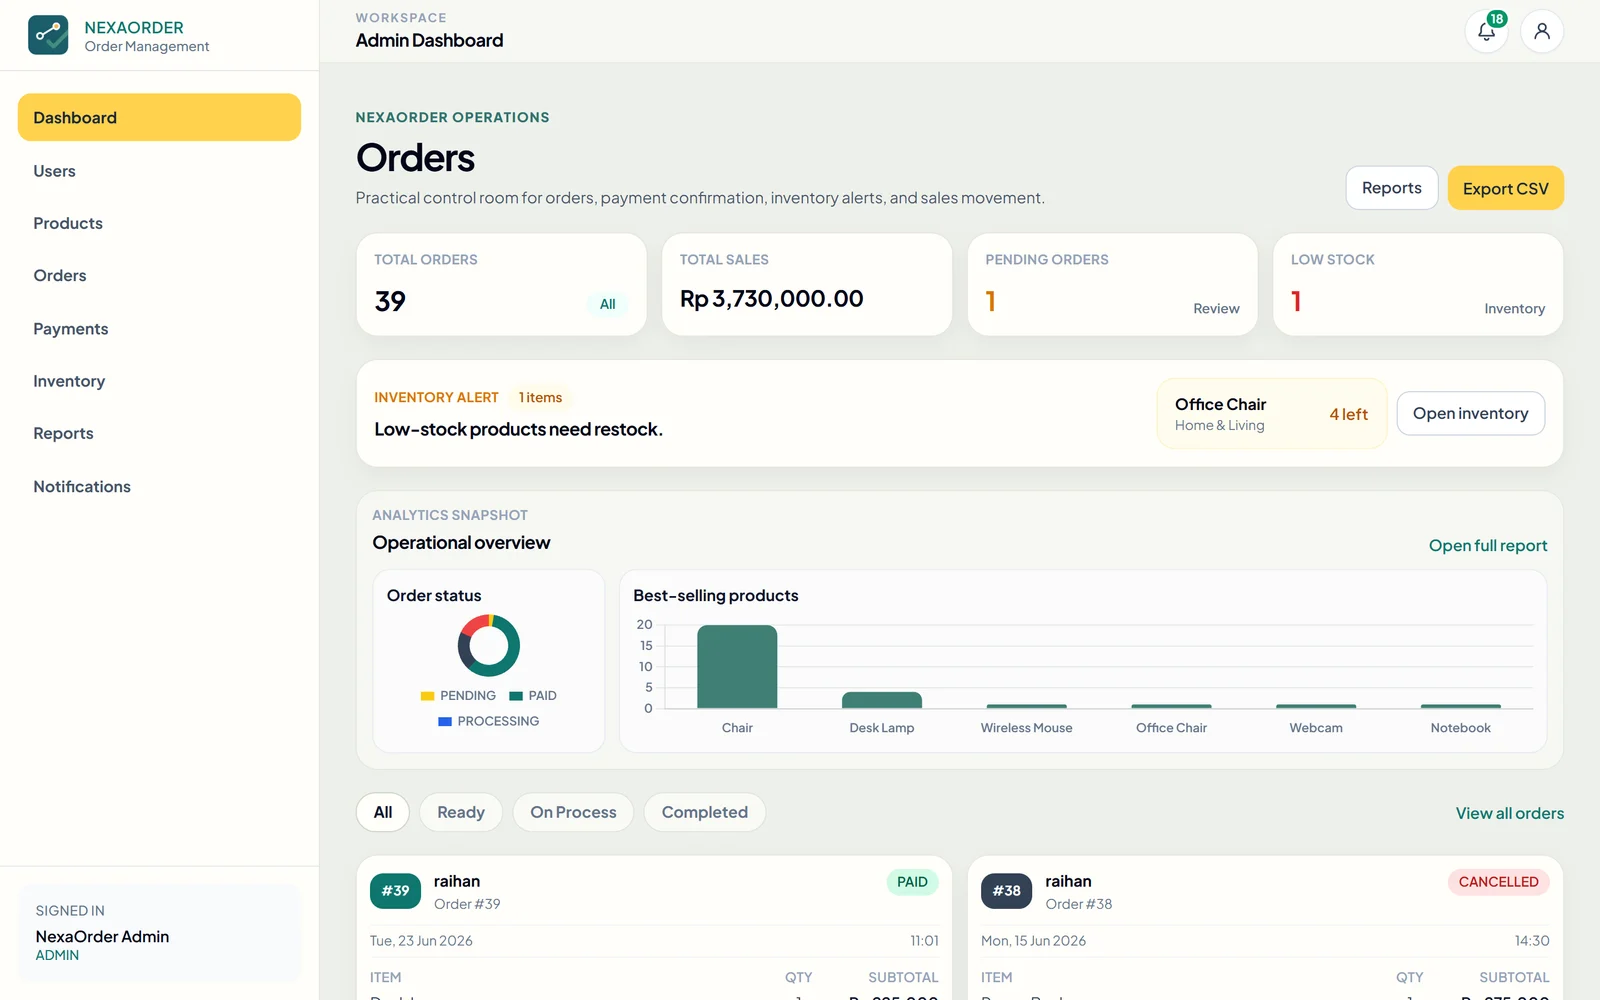 NEXAORDER
Order Management
WORKSPACE
Admin Dashboard
18
Dashboard
Users
Products
Orders
Payments
Inventory
Reports
Notifications
SIGNED IN
NexaOrder Admin
ADMIN
NEXAORDER OPERATIONS
Orders
Practical control room for orders, payment confirmation, inventory alerts, and sales movement.
Reports
Export CSV
TOTAL ORDERS
39
All
TOTAL SALES
Rp 3,730,000.00
PENDING ORDERS
1
Review
LOW STOCK
1
Inventory
INVENTORY ALERT
1 items
Low-stock products need restock.
Office Chair
Home & Living
4 left
Open inventory
ANALYTICS SNAPSHOT
Operational overview
Open full report
Order status
PENDING
PAID
PROCESSING
Best-selling products
20
15
10
5
0
Chair
Desk Lamp
Wireless Mouse
Office Chair
Webcam
Notebook
All
Ready
On Process
Completed
View all orders
#39
raihan
Order #39
PAID
Tue, 23 Jun 2026
11:01
ITEM
QTY
SUBTOTAL
#38
raihan
Order #38
CANCELLED
Mon, 15 Jun 2026
14:30
ITEM
QTY
SUBTOTAL